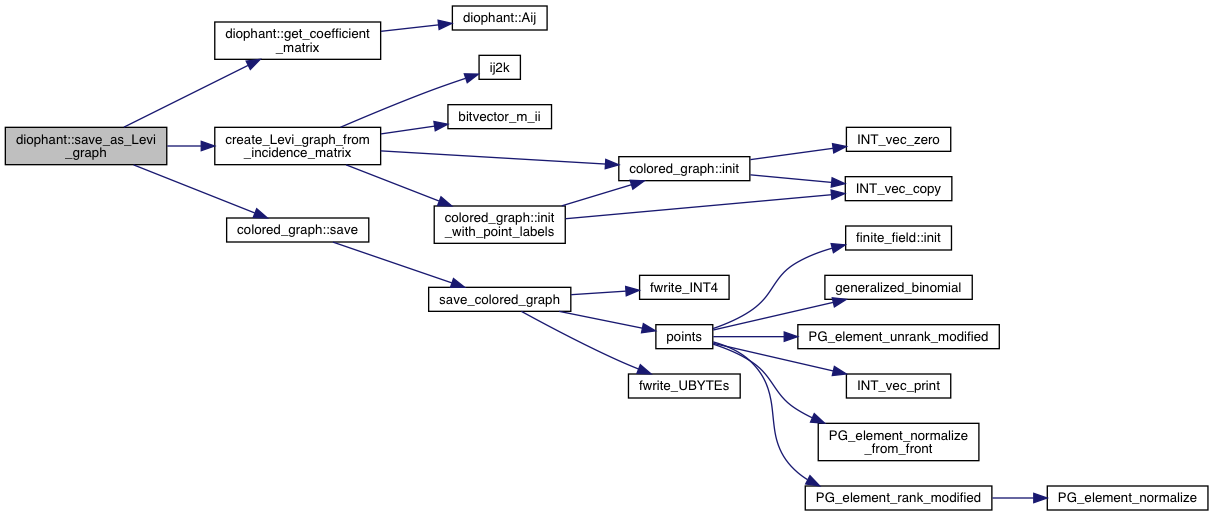 diophant::save_as_Levi
_graph
diophant::get_coefficient
_matrix
diophant::Aij
create_Levi_graph_from
_incidence_matrix
ij2k
bitvector_m_ii
colored_graph::init
INT_vec_zero
INT_vec_copy
colored_graph::init
_with_point_labels
colored_graph::save
save_colored_graph
fwrite_INT4
points
finite_field::init
generalized_binomial
PG_element_unrank_modified
INT_vec_print
PG_element_normalize
_from_front
PG_element_rank_modified
PG_element_normalize
fwrite_UBYTEs